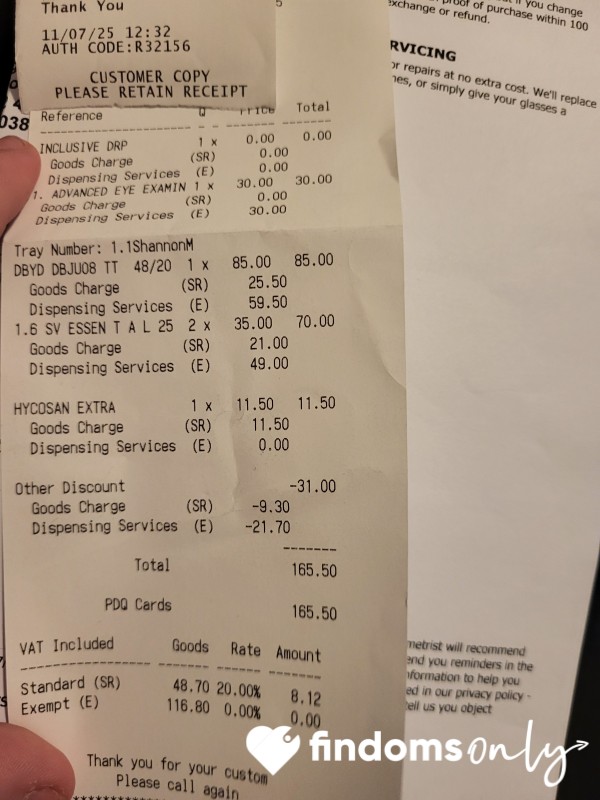 Thank You
5
11/07/25 12:32
AUTH CODE:R32156
CUSTOMER COPY
PLEASE RETAIN RECEIPT
038
Reference Q Price Total
INCLUSIVE DRP 1 x 0.00 0.00
Goods Charge (SR) 0.00
Dispensing Services (E) 0.00
1. ADVANCED EYE EXAMIN 1 x 30.00 30.00
Goods Charge (SR) 0.00
Dispensing Services (E) 30.00
Tray Number: 1.1ShannonM
DBYD DBJU08 TT 48/20 1 x 85.00 85.00
Goods Charge (SR) 25.50
Dispensing Services (E) 59.50
1.6 SV ESSEN T A L 25 2 x 35.00 70.00
Goods Charge (SR) 21.00
Dispensing Services (E) 49.00
HYCOSAN EXTRA 1 x 11.50 11.50
Goods Charge (SR) 11.50
Dispensing Services (E) 0.00
Other Discount -31.00
Goods Charge (SR) -9.30
Dispensing Services (E) -21.70
Total 165.50
PDQ Cards 165.50
VAT Included Goods Rate Amount
Standard (SR) 48.70 20.00% 8.12
Exempt (E) 116.80 0.00% 0.00
Thank you for your custom
Please call again
you change
proof of purchase within 100
exchange or refund.
RVICING
or repairs at no extra cost. We'll replace
nes, or simply give your glasses a
metrist will recommend
end you reminders in the
nformation to help you
ed in our privacy policy -
tell us you object
findomsonly